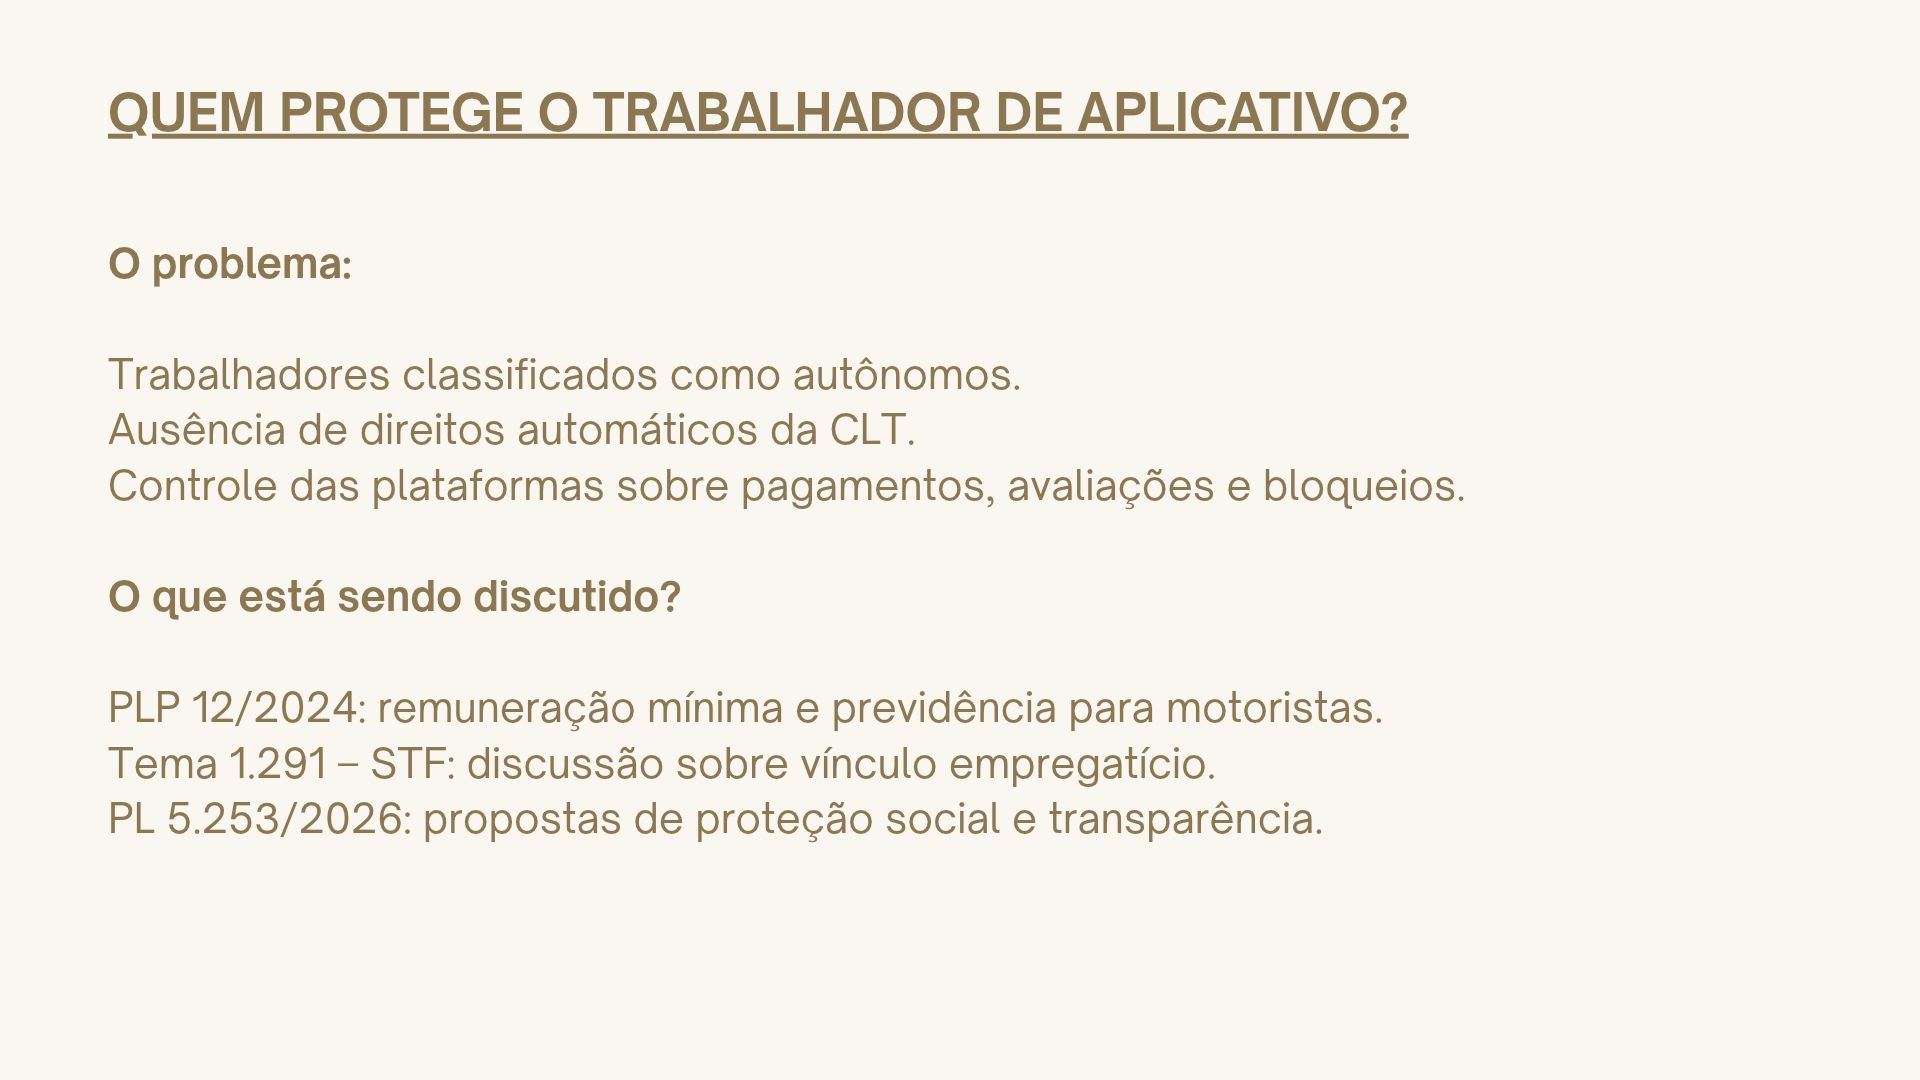 QUEM PROTEGE O TRABALHADOR DE APLICATIVO?
O problema:
Trabalhadores classificados como autônomos.
Ausência de direitos automáticos da CLT.
Controle das plataformas sobre pagamentos, avaliações e bloqueios.
O que está sendo discutido?
PLP 12/2024: remuneração mínima e previdência para motoristas.
Tema 1.291 – STF: discussão sobre vínculo empregatício.
PL 5.253/2026: propostas de proteção social e transparência.